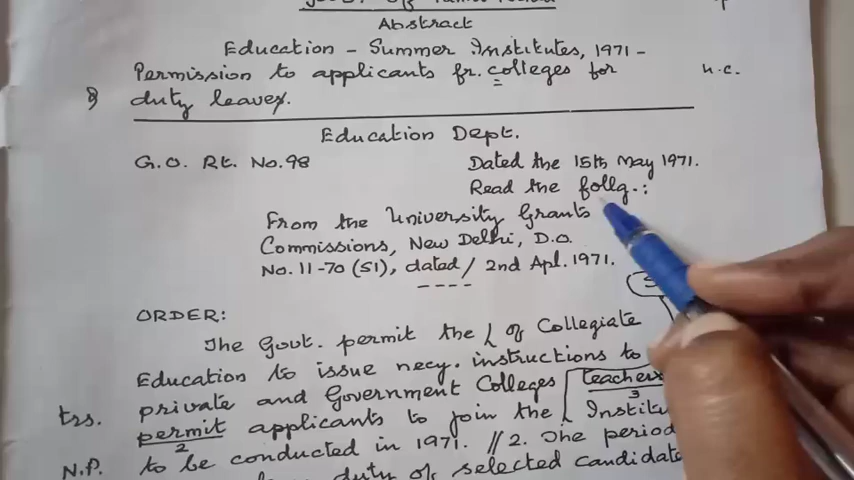 Abstract
Education - Summer Institutes, 1971 -
Permission to applicants fr. colleges for u.c.
duty leaves.
Education Dept.
G.O. Rt. No. 98 Dated the 15th May 1971.
Read the follg.:
From the University Grants
Commissions, New Delhi, D.O.
No. 11-70 (S1), dated / 2nd Apl. 1971.
ORDER:
The Govt. permit the of Collegiate
Education to issue necy. instructions to
private and Government Colleges teachers
trs. permit applicants to join the
2 3
N.P. to be conducted in 1971. // 2. The period
duty of selected